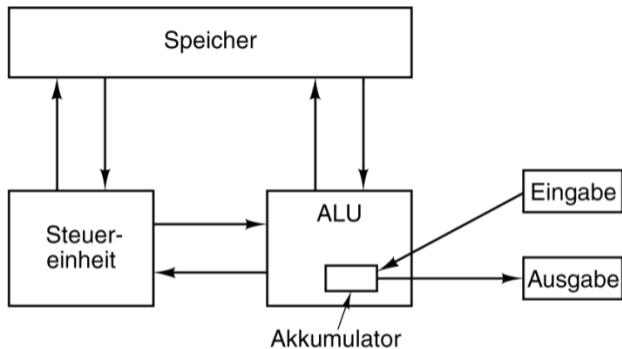 Speicher
Steuer-
einheit
ALU
Eingabe
Ausgabe
Akkumulator